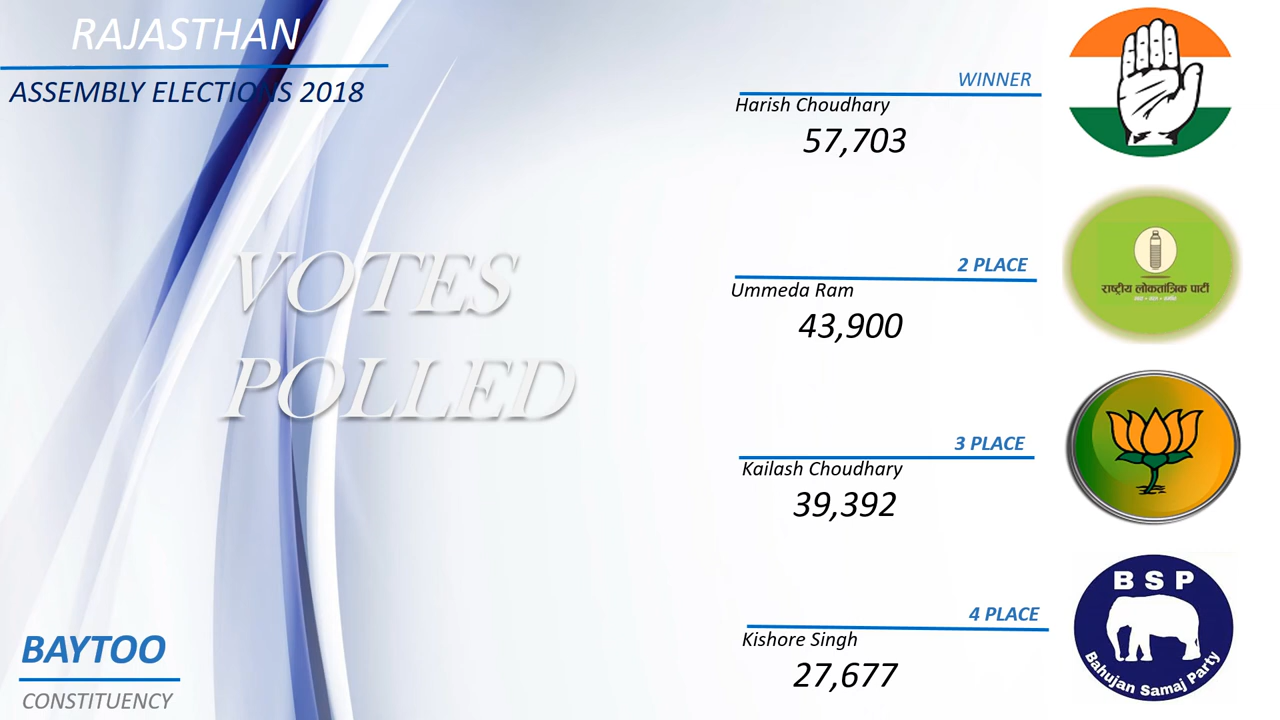 RAJASTHAN
ASSEMBLY ELECTIONS 2018
VOTES
POLLED
BAYTOO
CONSTITUENCY
WINNER
Harish Choudhary
57,703
2 PLACE
Ummeda Ram
43,900
राष्ट्रीय लोकतांत्रिक पार्टी
3 PLACE
Kailash Choudhary
39,392
4 PLACE
Kishore Singh
27,677
BSP
Bahujan Samaj Party